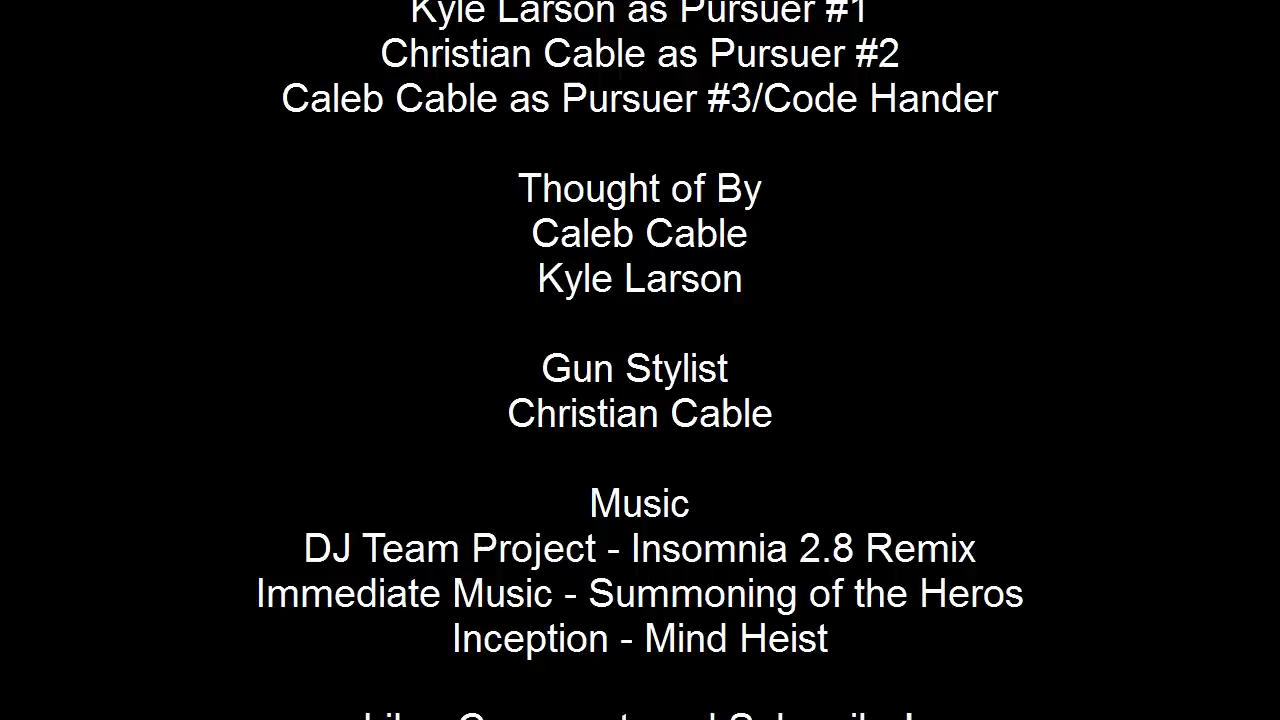 Kyle Larson as Pursuer #1
Christian Cable as Pursuer #2
Caleb Cable as Pursuer #3/Code Hander
Thought of By
Caleb Cable
Kyle Larson
Gun Stylist
Christian Cable
Music
DJ Team Project - Insomnia 2.8 Remix
Immediate Music - Summoning of the Heros
Inception - Mind Heist